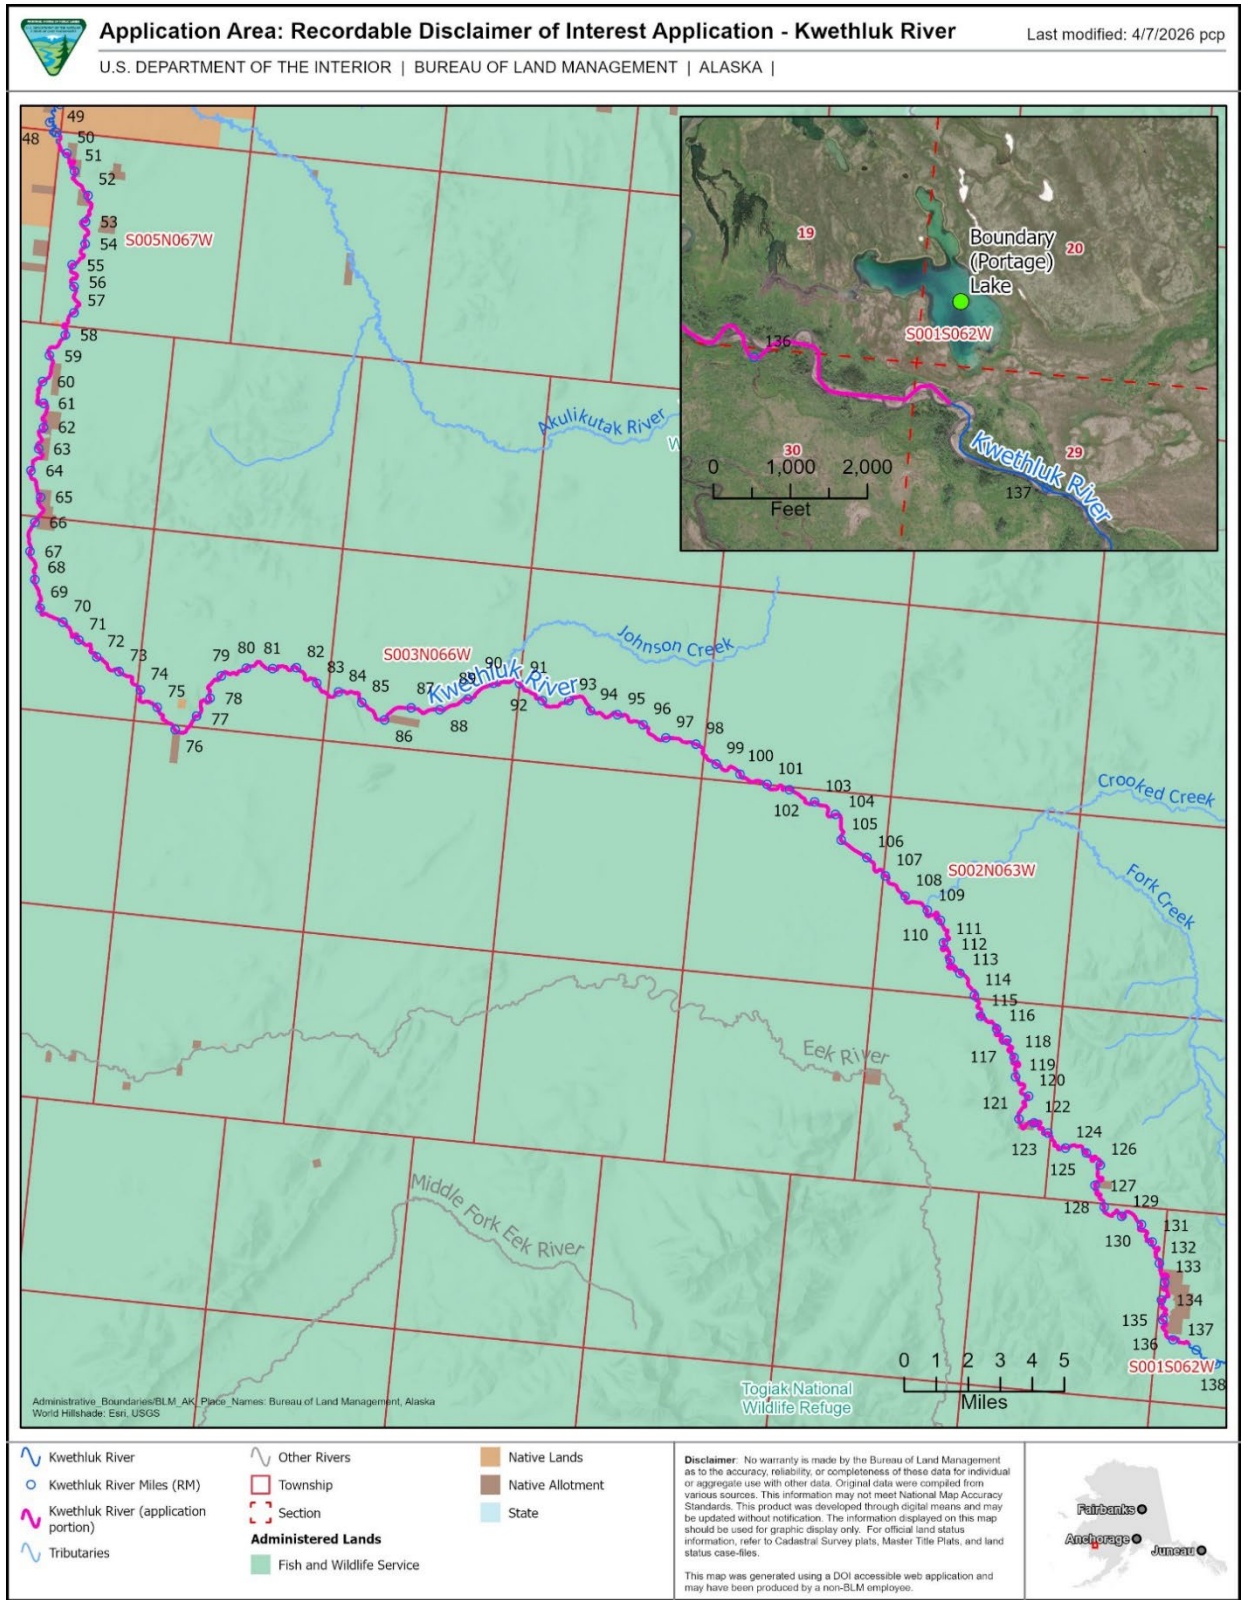 Application Area: Recordable Disclaimer of Interest Application - Kwethluk River
Last modified: 4/7/2026 pcp
U.S. DEPARTMENT OF THE INTERIOR | BUREAU OF LAND MANAGEMENT | ALASKA |
49
48
50
51
52
53
S005N067W
54
55
56
57
58
59
60
61
62
63
64
65
66
67
68
69
70
71
72
73
74
75
76
77
78
79
80
81
82
83
84
85
86
87
88
89
90
91
92
93
94
95
96
97
98
99
100
101
102
103
104
105
106
107
108
109
110
111
112
113
114
115
116
117
118
119
120
121
122
123
124
125
126
127
128
129
130
131
132
133
134
135
136
137
138
Akulikutak River
W
Johnson Creek
S003N066W
Kwethluk River
Crooked Creek
S002N063W
Fork Creek
Eek River
Middle Fork Eek River
S001S062W
Togiak National
Wildlife Refuge
0 1 2 3 4 5
Miles
19
20
Boundary
(Portage)
Lake
S001S062W
136
30
29
Kwethluk River
137
0 1,000 2,000
Feet
Administrative_Boundaries/BLM_AK_Place_Names: Bureau of Land Management, Alaska
World Hillshade: Esri, USGS
Kwethluk River
Kwethluk River Miles (RM)
Kwethluk River (application
portion)
Tributaries
Other Rivers
Township
Section
Administered Lands
Fish and Wildlife Service
Native Lands
Native Allotment
State
Disclaimer: No warranty is made by the Bureau of Land Management
as to the accuracy, reliability, or completeness of these data for individual
or aggregate use with other data. Original data were compiled from
various sources. This information may not meet National Map Accuracy
Standards. This product was developed through digital means and may
be updated without notification. The information displayed on this map
should be used for graphic display only. For official land status
information, refer to Cadastral Survey plats, Master Title Plats, and land
status case-files.
This map was generated using a DOI accessible web application and
may have been produced by a non-BLM employee.
Fairbanks
Anchorage
Juneau